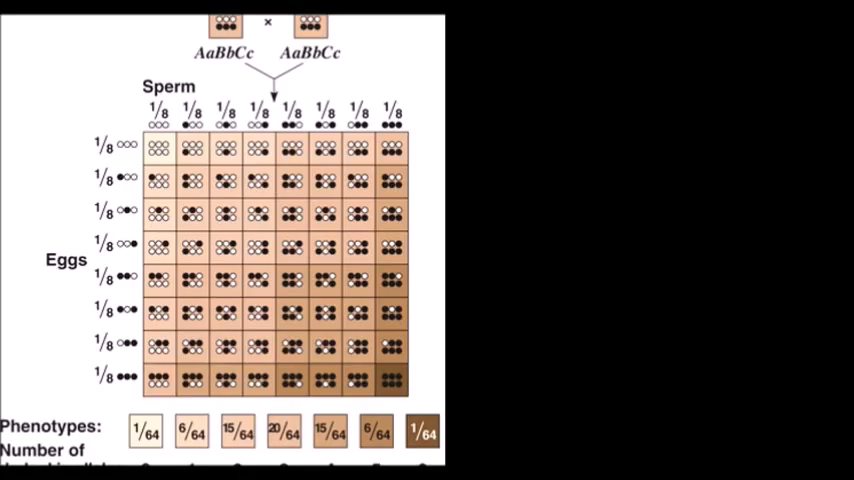 ×
AaBbCc AaBbCc
Sperm
1/8 1/8 1/8 1/8 1/8 1/8 1/8 1/8
1/8
1/8
1/8
1/8
Eggs
1/8
1/8
1/8
1/8
Phenotypes: 1/64 6/64 15/64 20/64 15/64 6/64 1/64
Number of